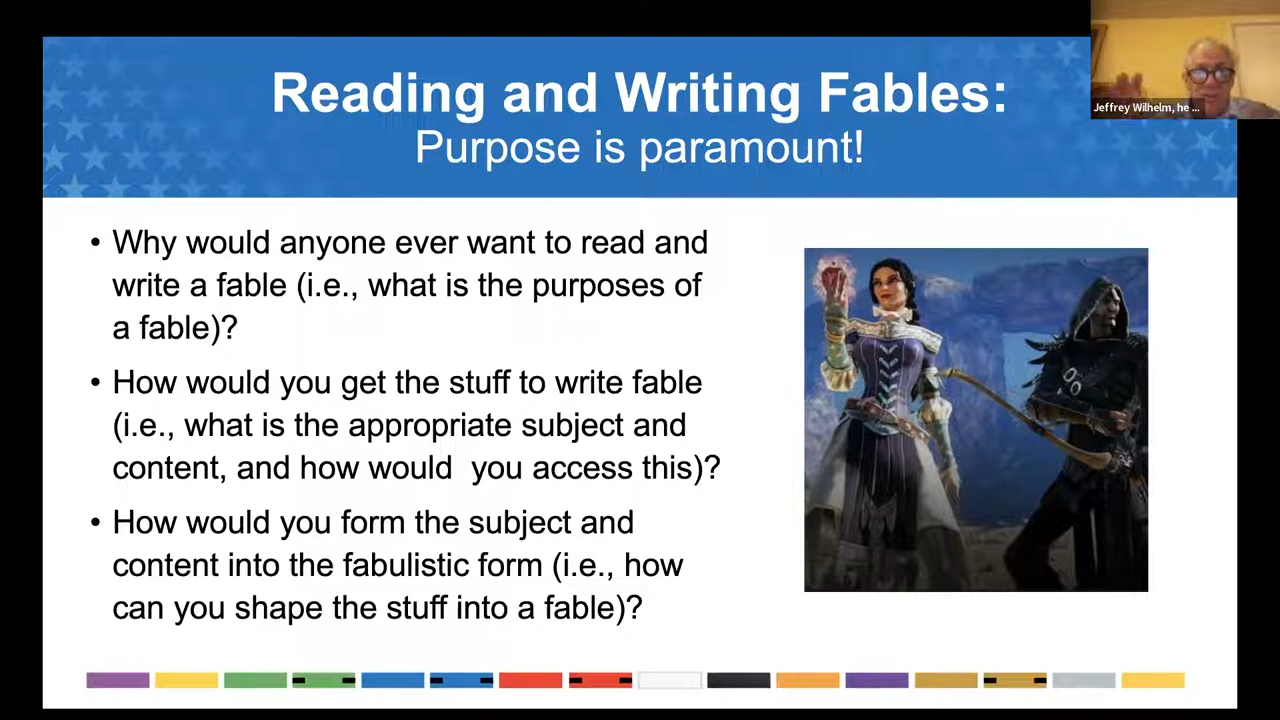 Reading and Writing Fables:
Purpose is paramount!
Jeffrey Wilhelm, he ...
• Why would anyone ever want to read and
write a fable (i.e., what is the purposes of
a fable)?
• How would you get the stuff to write fable
(i.e., what is the appropriate subject and
content, and how would  you access this)?
• How would you form the subject and
content into the fabulistic form (i.e., how
can you shape the stuff into a fable)?